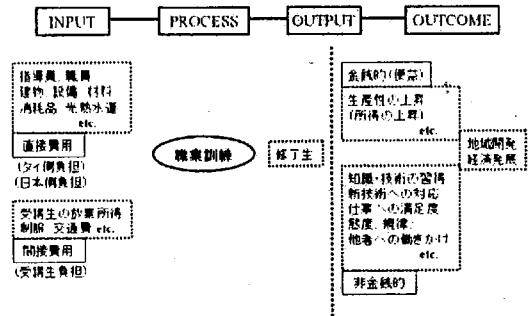 INPUT
PROCESS
OUTPUT
OUTCOME
指導員、職員
建物、設備、材料
消耗品、光熱水道
etc.
直接費用
(タイ側負担)
(日本側負担)
受講生の放棄所得
制服、交通費 etc.
間接費用
(受講生負担)
職業訓練
修了生
金銭的(便益)
生産性の上昇
(所得の上昇)
etc.
地域開発
経済発展
知識・技術の習得
新技術への対応
仕事への満足度
態度、規律、
他者への働きかけ
etc.
非金銭的